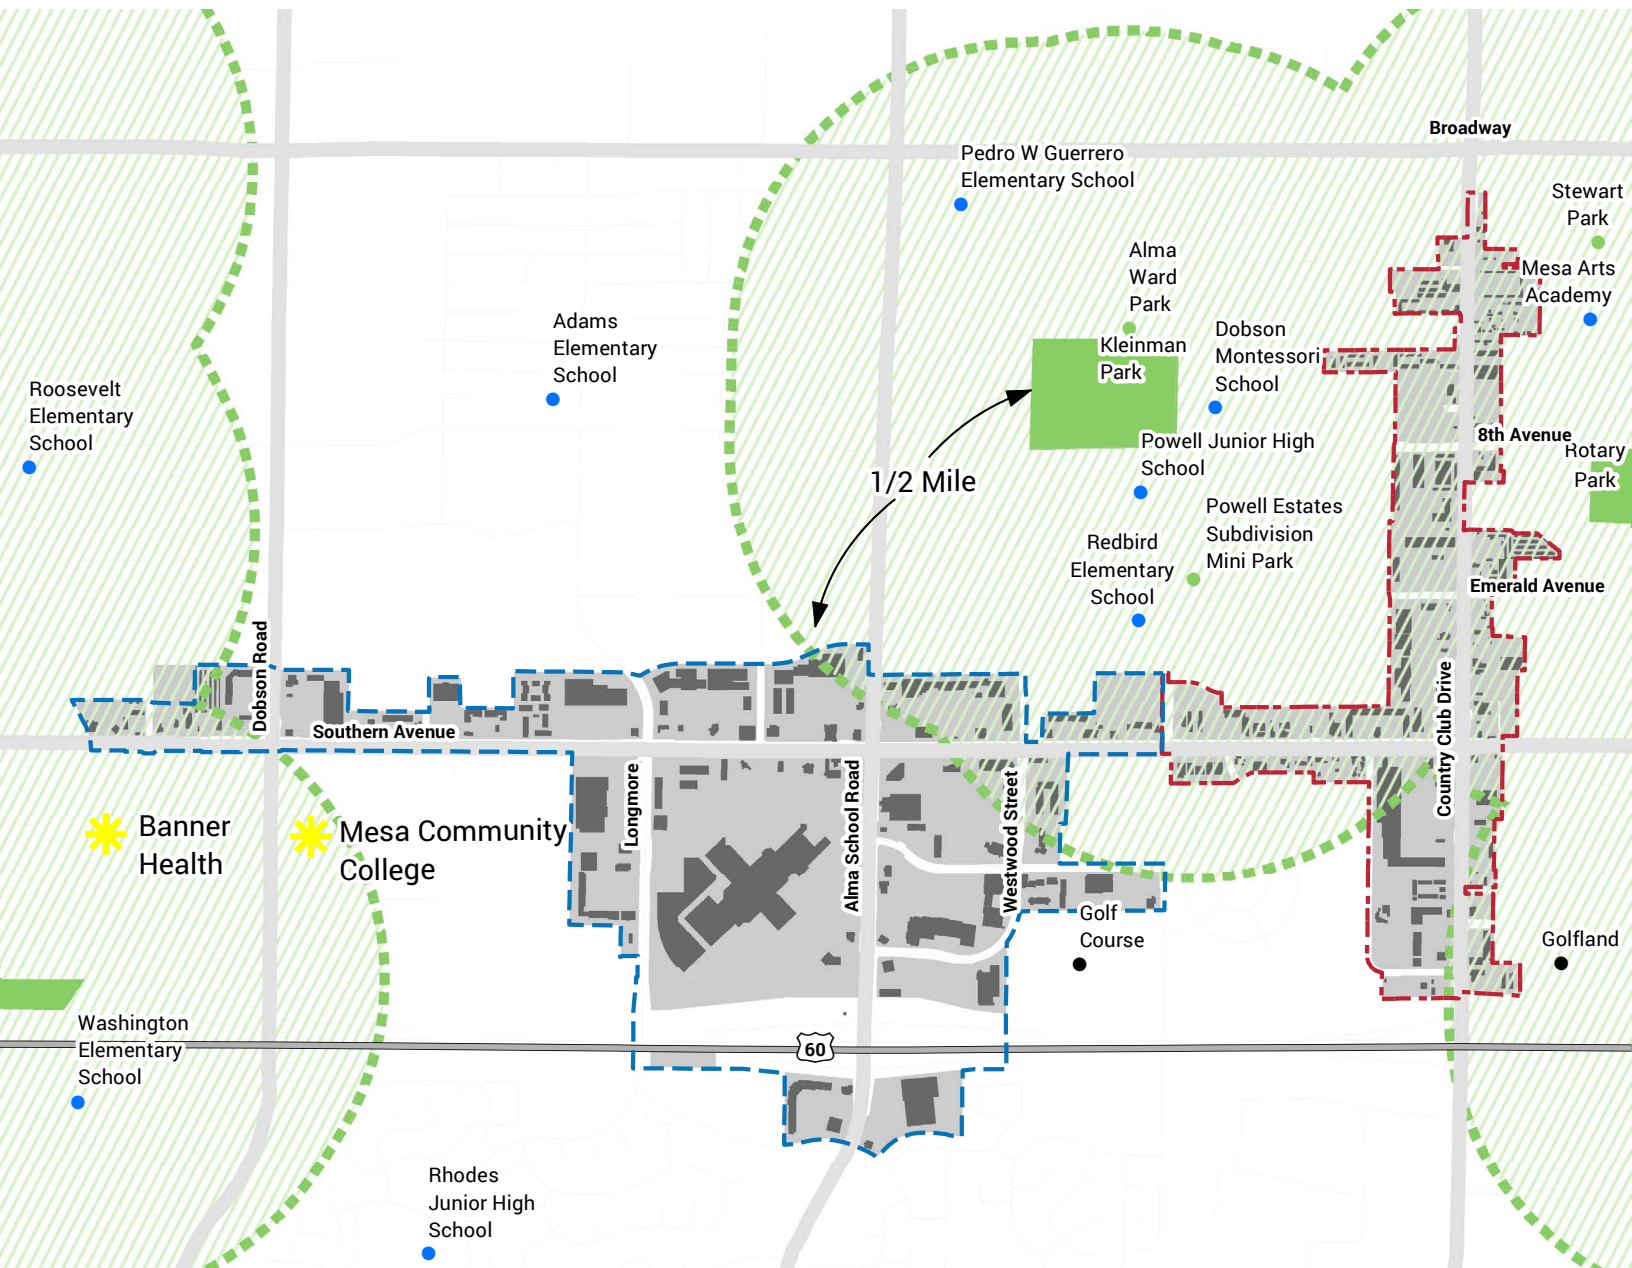 Broadway
Pedro W Guerrero
Elementary School
Stewart
Park
Alma
Ward
Park
Mesa Arts
Academy
Adams
Elementary
School
Dobson
Montessori
School
Kleinman
Park
Roosevelt
Elementary
School
8th Avenue
Powell Junior High
School
Rotary
Park
1/2 Mile
Powell Estates
Subdivision
Mini Park
Redbird
Elementary
School
Emerald Avenue
Dobson Road
Southern Avenue
Country Club Drive
Longmore
Alma School Road
Westwood Street
Banner
Health
Mesa Community
College
Golf
Course
Golfland
Washington
Elementary
School
60
Rhodes
Junior High
School